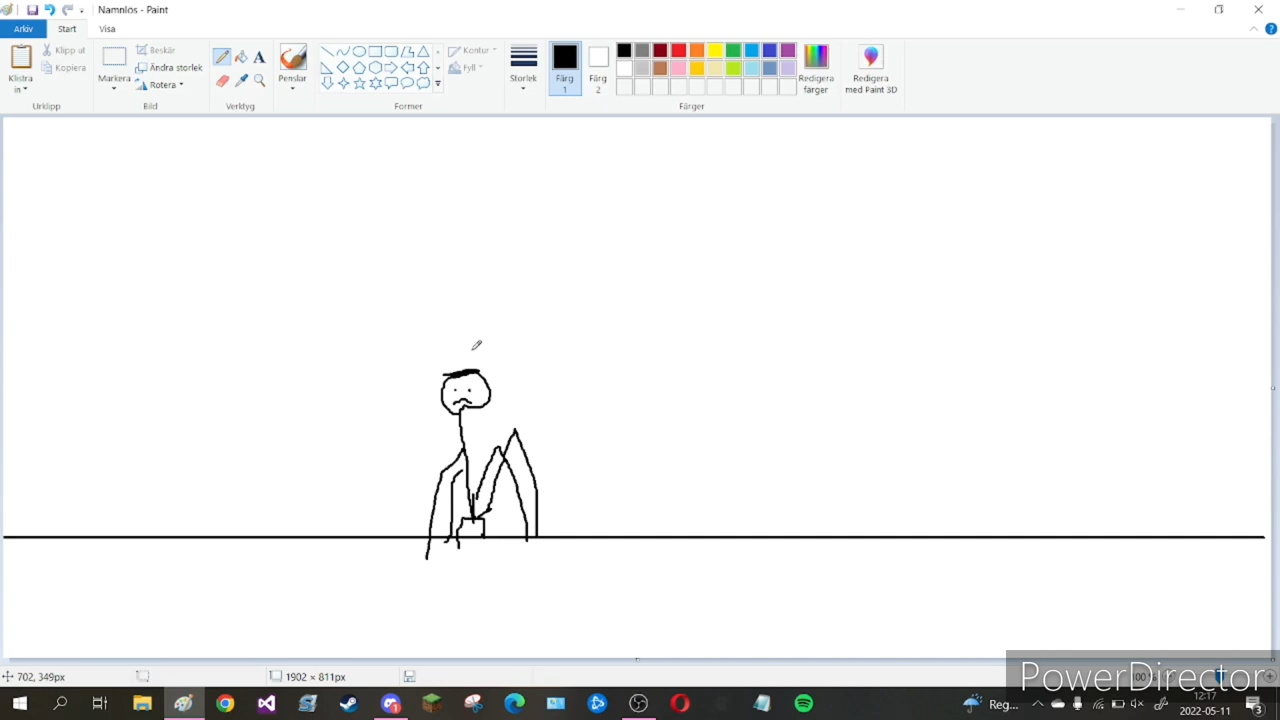 Namnlös - Paint
Arkiv Start Visa
Klistra in
Klipp ut
Kopiera
Urklipp
Markera
Beskär
Ändra storlek
Rotera
Bild
A
Verktyg
Penslar
Kontur
Fyll
Former
Storlek
Färg 1
Färg 2
Redigera färger
Färger
Redigera med Paint 3D
702, 349px
1902 × 811px
PowerDirector
Reg...
12:17
2022-05-11
3